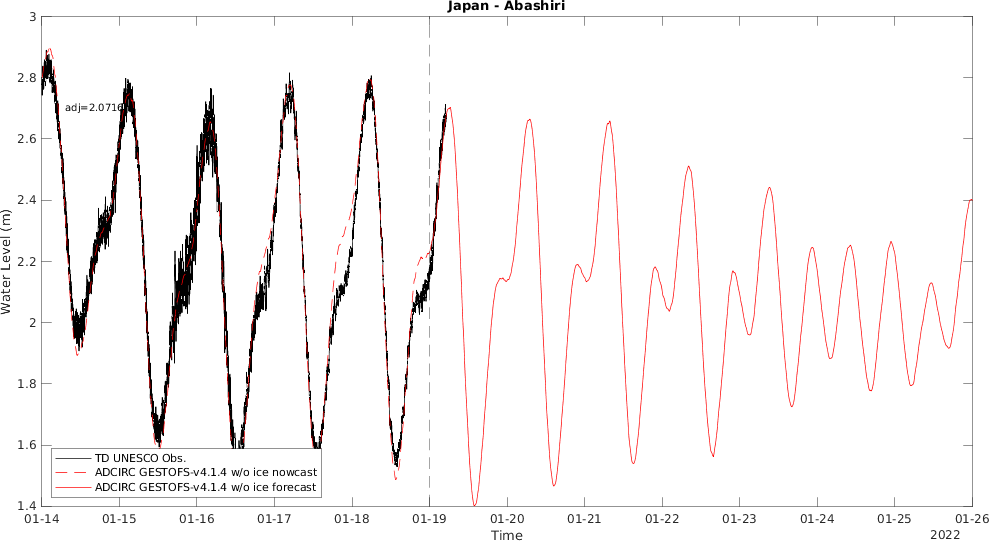 Japan - Abashiri
3
2.8
2.6
2.4
2.2
2
1.8
1.6
1.4
Water Level (m)
adj=2.0716
TD UNESCO Obs.
ADCIRC GESTOFS-v4.1.4 w/o ice nowcast
ADCIRC GESTOFS-v4.1.4 w/o ice forecast
01-14 01-15 01-16 01-17 01-18 01-19 01-20 01-21 01-22 01-23 01-24 01-25 01-26
Time
2022